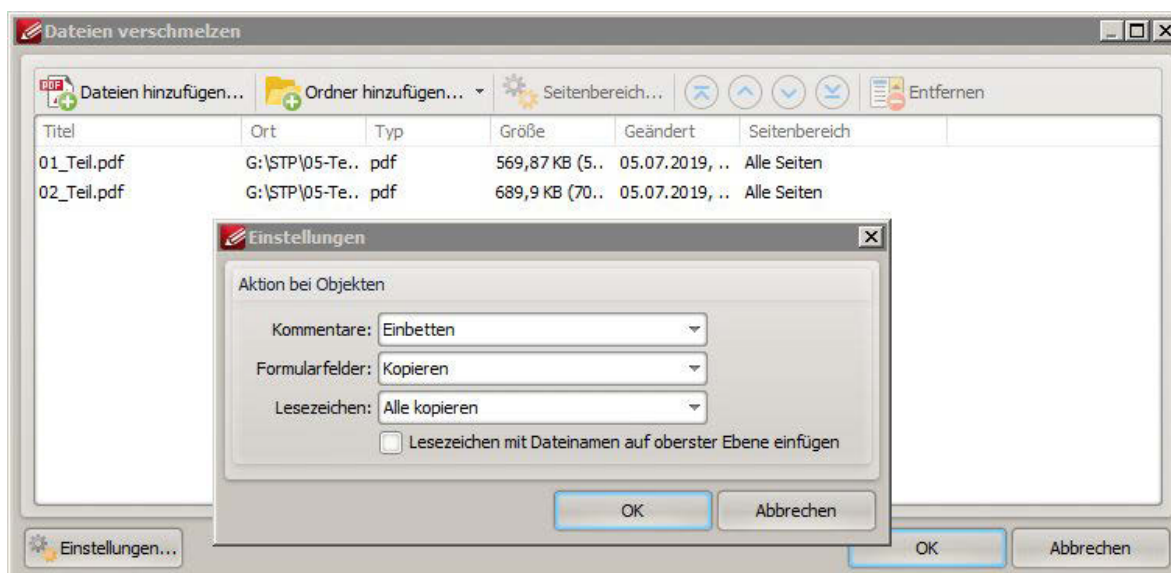 Dateien verschmelzen
Dateien hinzufügen... Ordner hinzufügen... Seitenbereich... Entfernen
Titel Ort Typ Größe Geändert Seitenbereich
01_Teil.pdf G:\STP\05-Te.. pdf 569,87 KB (5.. 05.07.2019, .. Alle Seiten
02_Teil.pdf G:\STP\05-Te.. pdf 689,9 KB (70.. 05.07.2019, .. Alle Seiten
Einstellungen
Aktion bei Objekten
Kommentare: Einbetten
Formularfelder: Kopieren
Lesezeichen: Alle kopieren
Lesezeichen mit Dateinamen auf oberster Ebene einfügen
OK Abbrechen
Einstellungen... OK Abbrechen